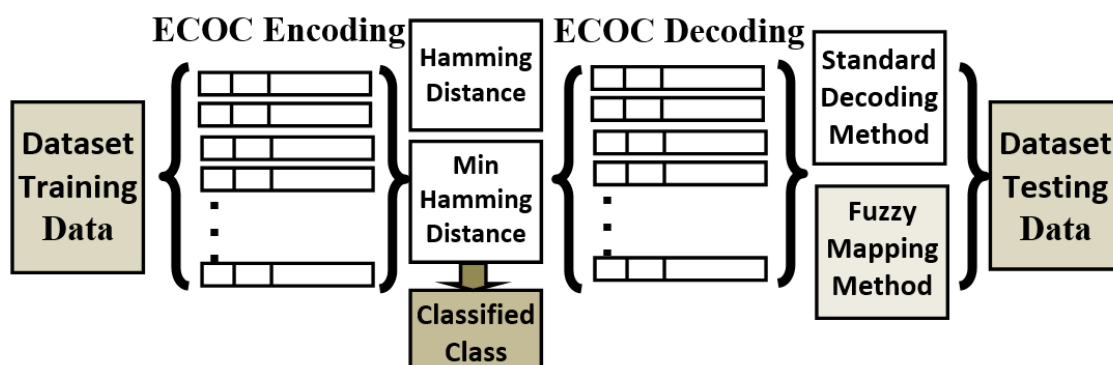 ECOC Encoding
ECOC Decoding
Dataset
Training
Data
Hamming
Distance
Min
Hamming
Distance
Classified
Class
Standard
Decoding
Method
Fuzzy
Mapping
Method
Dataset
Testing
Data